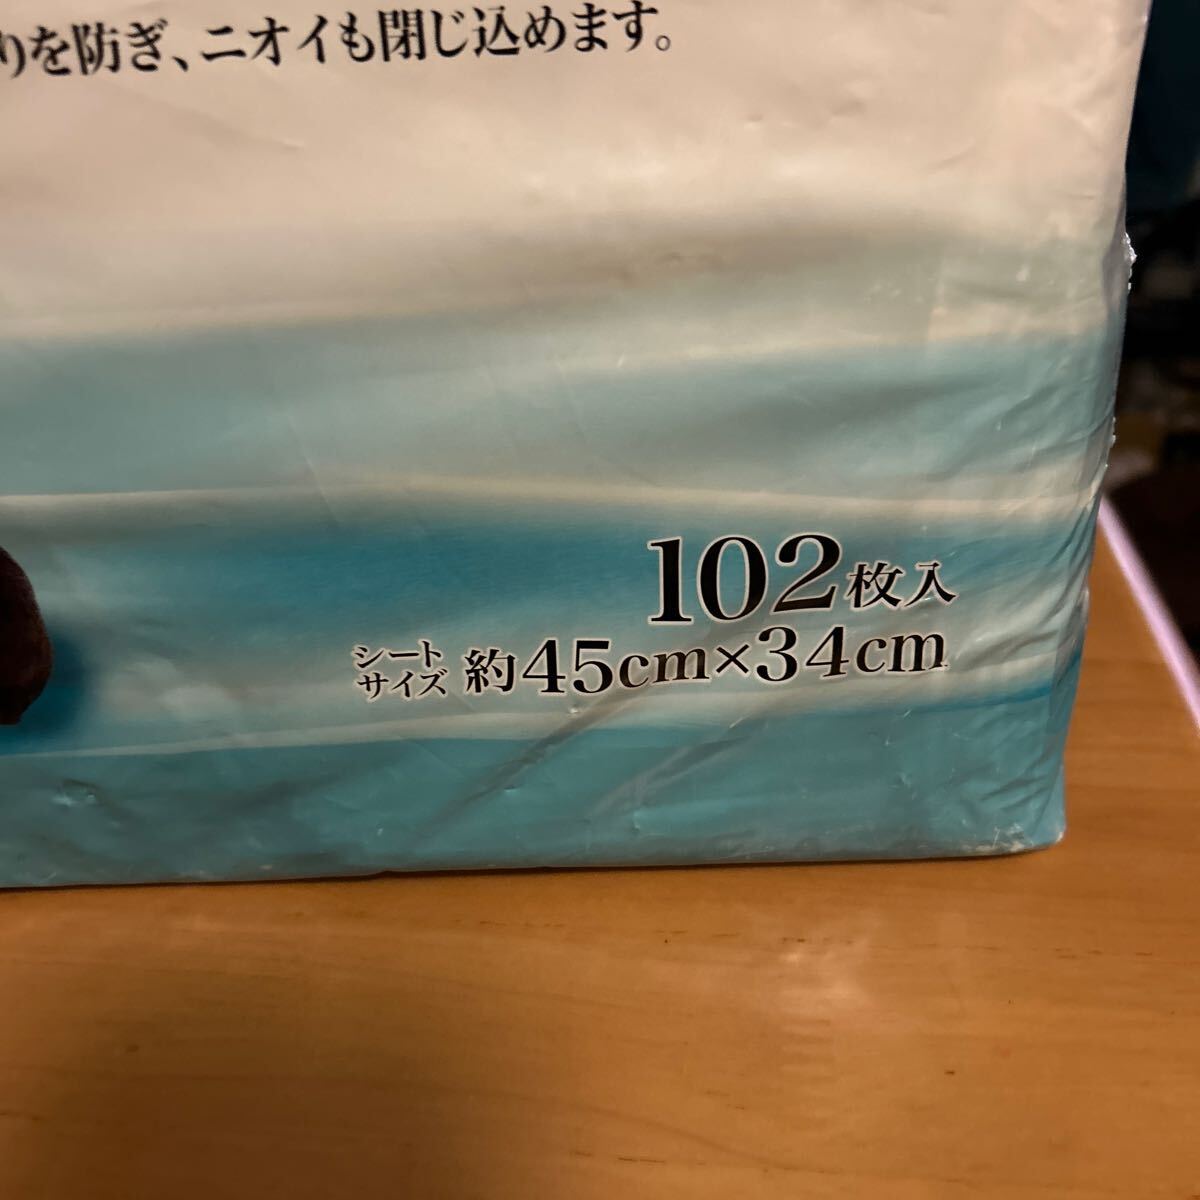 りを防ぎ、ニオイも閉じ込めます。
102枚入
シート
サイズ 約45cm×34cm